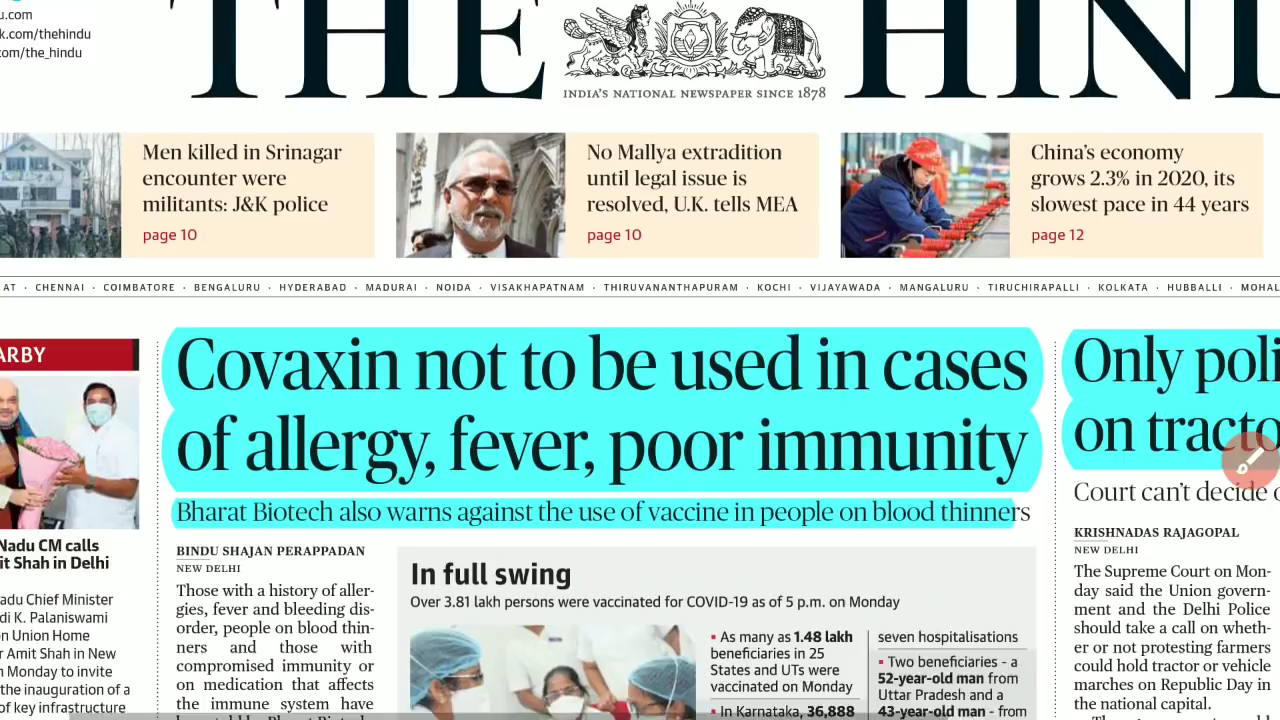 u.com
k.com/thehindu
com/the_hindu
THE HIN
INDIA'S NATIONAL NEWSPAPER SINCE 1878
Men killed in Srinagar
encounter were
militants: J&K police
page 10
No Mallya extradition
until legal issue is
resolved, U.K. tells MEA
page 10
China's economy
grows 2.3% in 2020, its
slowest pace in 44 years
page 12
AT · CHENNAI · COIMBATORE · BENGALURU · HYDERABAD · MADURAI · NOIDA · VISAKHAPATNAM · THIRUVANANTHAPURAM · KOCHI · VIJAYAWADA · MANGALURU · TIRUCHIRAPALLI · KOLKATA · HUBBALLI · MOHAL
ARBY
Nadu CM calls
it Shah in Delhi
adu Chief Minister
di K. Palaniswami
on Union Home
r Amit Shah in New
n Monday to invite
the inauguration of a
of key infrastructure
Covaxin not to be used in cases
of allergy, fever, poor immunity
Bharat Biotech also warns against the use of vaccine in people on blood thinners
BINDU SHAJAN PERAPPADAN
NEW DELHI
Those with a history of aller-
gies, fever and bleeding dis-
order, people on blood thin-
ners and those with
compromised immunity or
on medication that affects
the immune system have
In full swing
Over 3.81 lakh persons were vaccinated for COVID-19 as of 5 p.m. on Monday
▪ As many as 1.48 lakh
beneficiaries in 25
States and UTs were
vaccinated on Monday
▪ In Karnataka, 36,888
seven hospitalisations
▪ Two beneficiaries - a
52-year-old man from
Uttar Pradesh and a
43-year-old man - from
Only poli
on tracto
Court can't decide
KRISHNADAS RAJAGOPAL
NEW DELHI
The Supreme Court on Mon-
day said the Union govern-
ment and the Delhi Police
should take a call on wheth-
er or not protesting farmers
could hold tractor or vehicle
marches on Republic Day in
the national capital.